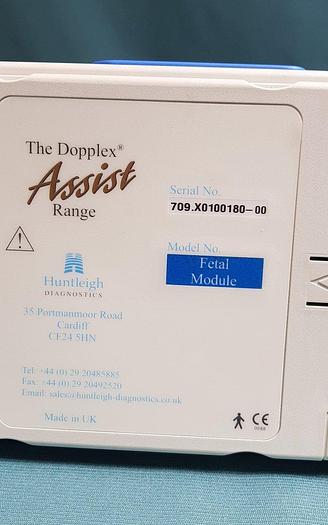 The Dopplex®
Assist
Range
Serial No.
709.X0100180-00
Model No.
Fetal
Module
Huntleigh
DIAGNOSTICS
35 Portmanmoor Road
Cardiff
CF24 5HN
Tel: +44 (0) 29 20485885
Fax: +44 (0) 29 20492520
Email: sales@huntleigh-diagnostics.co.uk
Made in UK
CE
0088